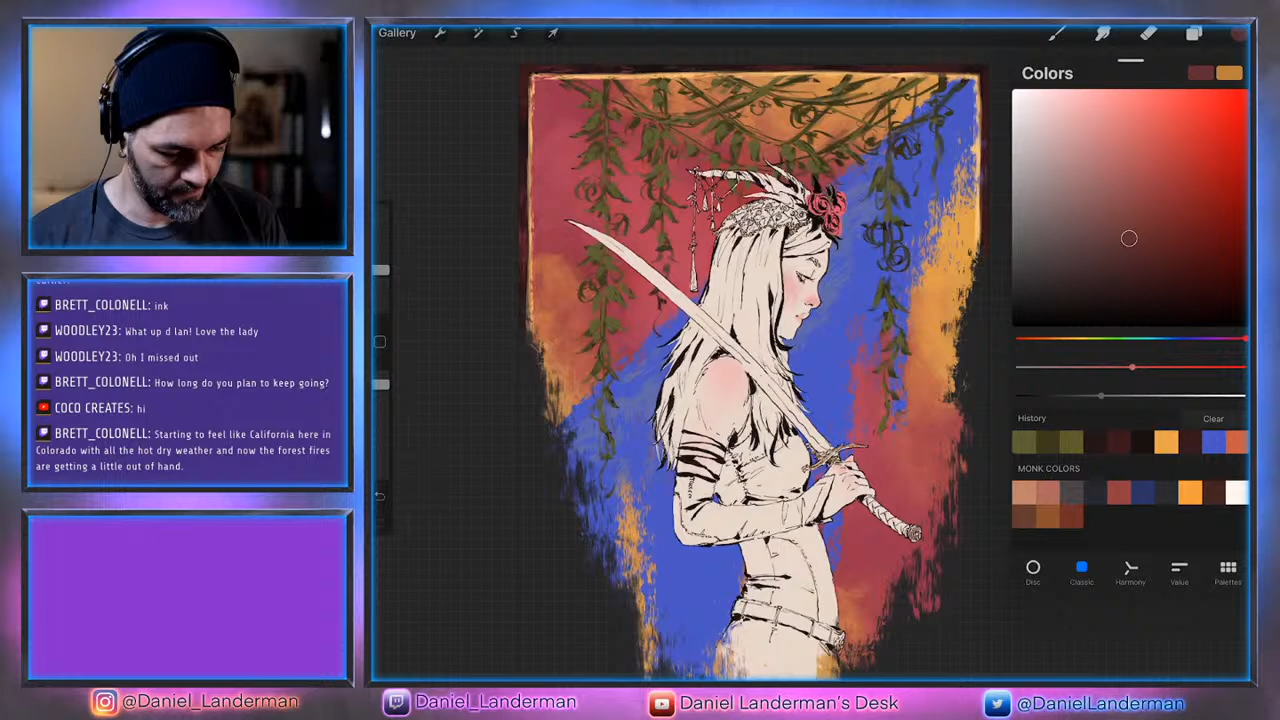 Gallery
Colors
BRETT_COLONELL: ink
WOODLEY23: What up d lan! Love the lady
WOODLEY23: Oh I missed out
BRETT_COLONELL: How long do you plan to keep going?
COCO CREATES: hi
BRETT_COLONELL: Starting to feel like California here in
Colorado with all the hot dry weather and now the forest fires
are getting a little out of hand.
History
Clear
MONK COLORS
Disc
Classic
Harmony
Value
Palettes
@Daniel_Landerman
Daniel_Landerman
Daniel Landerman's Desk
@DanielLanderman